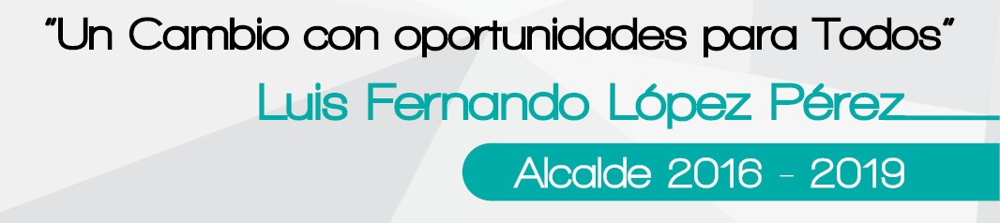 “Un Cambio con oportunidades para Todos“
Luis Fernando López Pérez
Alcalde 2016 - 2019